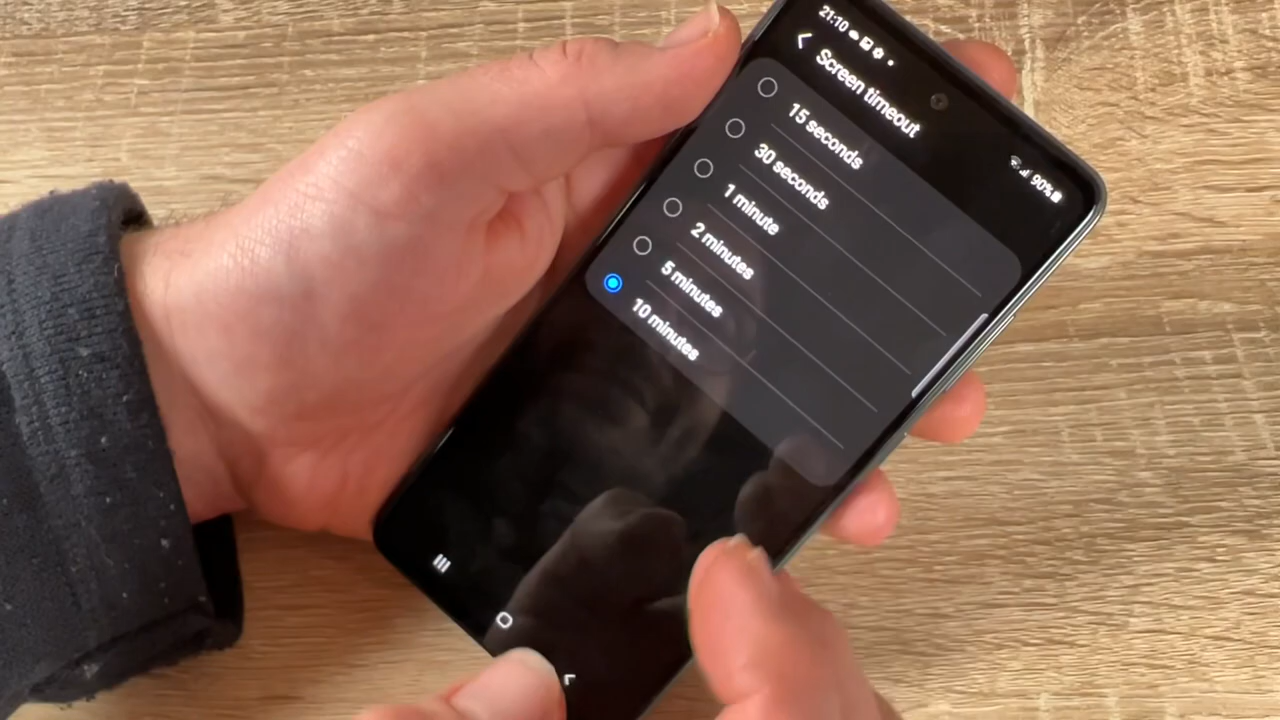 21:10
90%
Screen timeout
15 seconds
30 seconds
1 minute
2 minutes
5 minutes
10 minutes